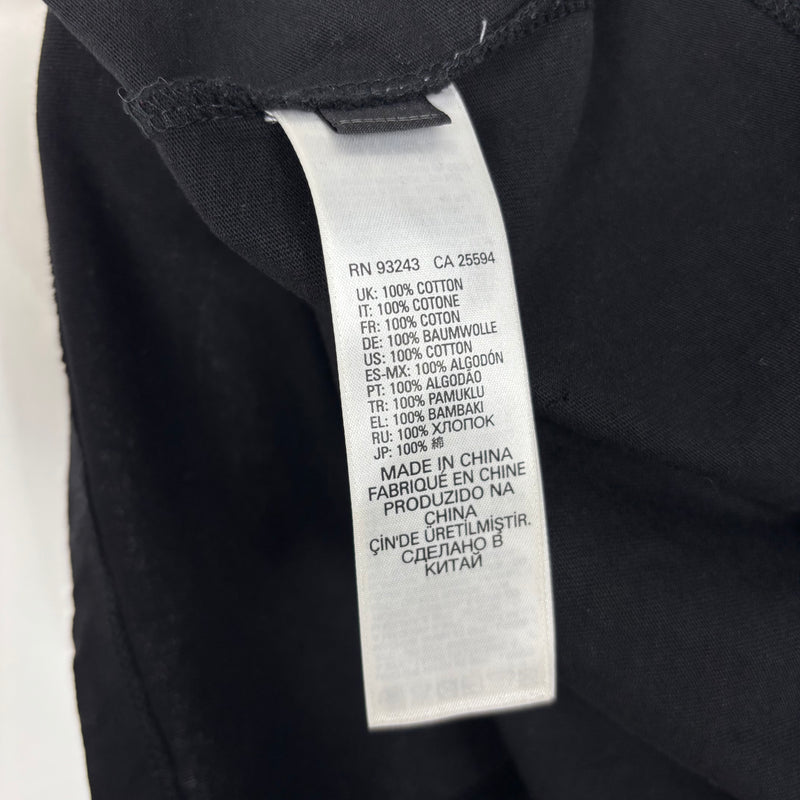 RN 93243 CA 25594
UK: 100% COTTON
IT: 100% COTONE
FR: 100% COTON
DE: 100% BAUMWOLLE
US: 100% COTTON
ES-MX: 100% ALGODÓN
PT: 100% ALGODÃO
TR: 100% PAMUKLU
EL: 100% BAMBAKI
RU: 100% ХЛОПОК
JP: 100% 綿
MADE IN CHINA
FABRIQUÉ EN CHINE
PRODUZIDO NA
CHINA
ÇİN'DE ÜRETİLMİŞTİR.
СДЕЛАНО В
КИТАЙ